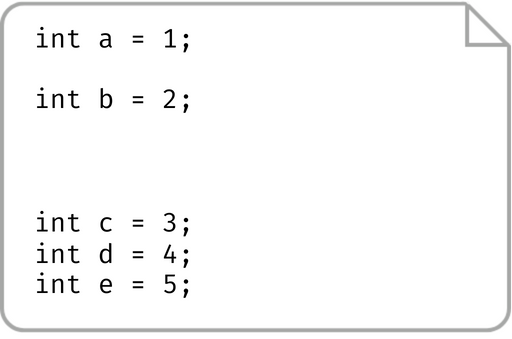 int a = 1;
int b = 2;
int c = 3;
int d = 4;
int e = 5;